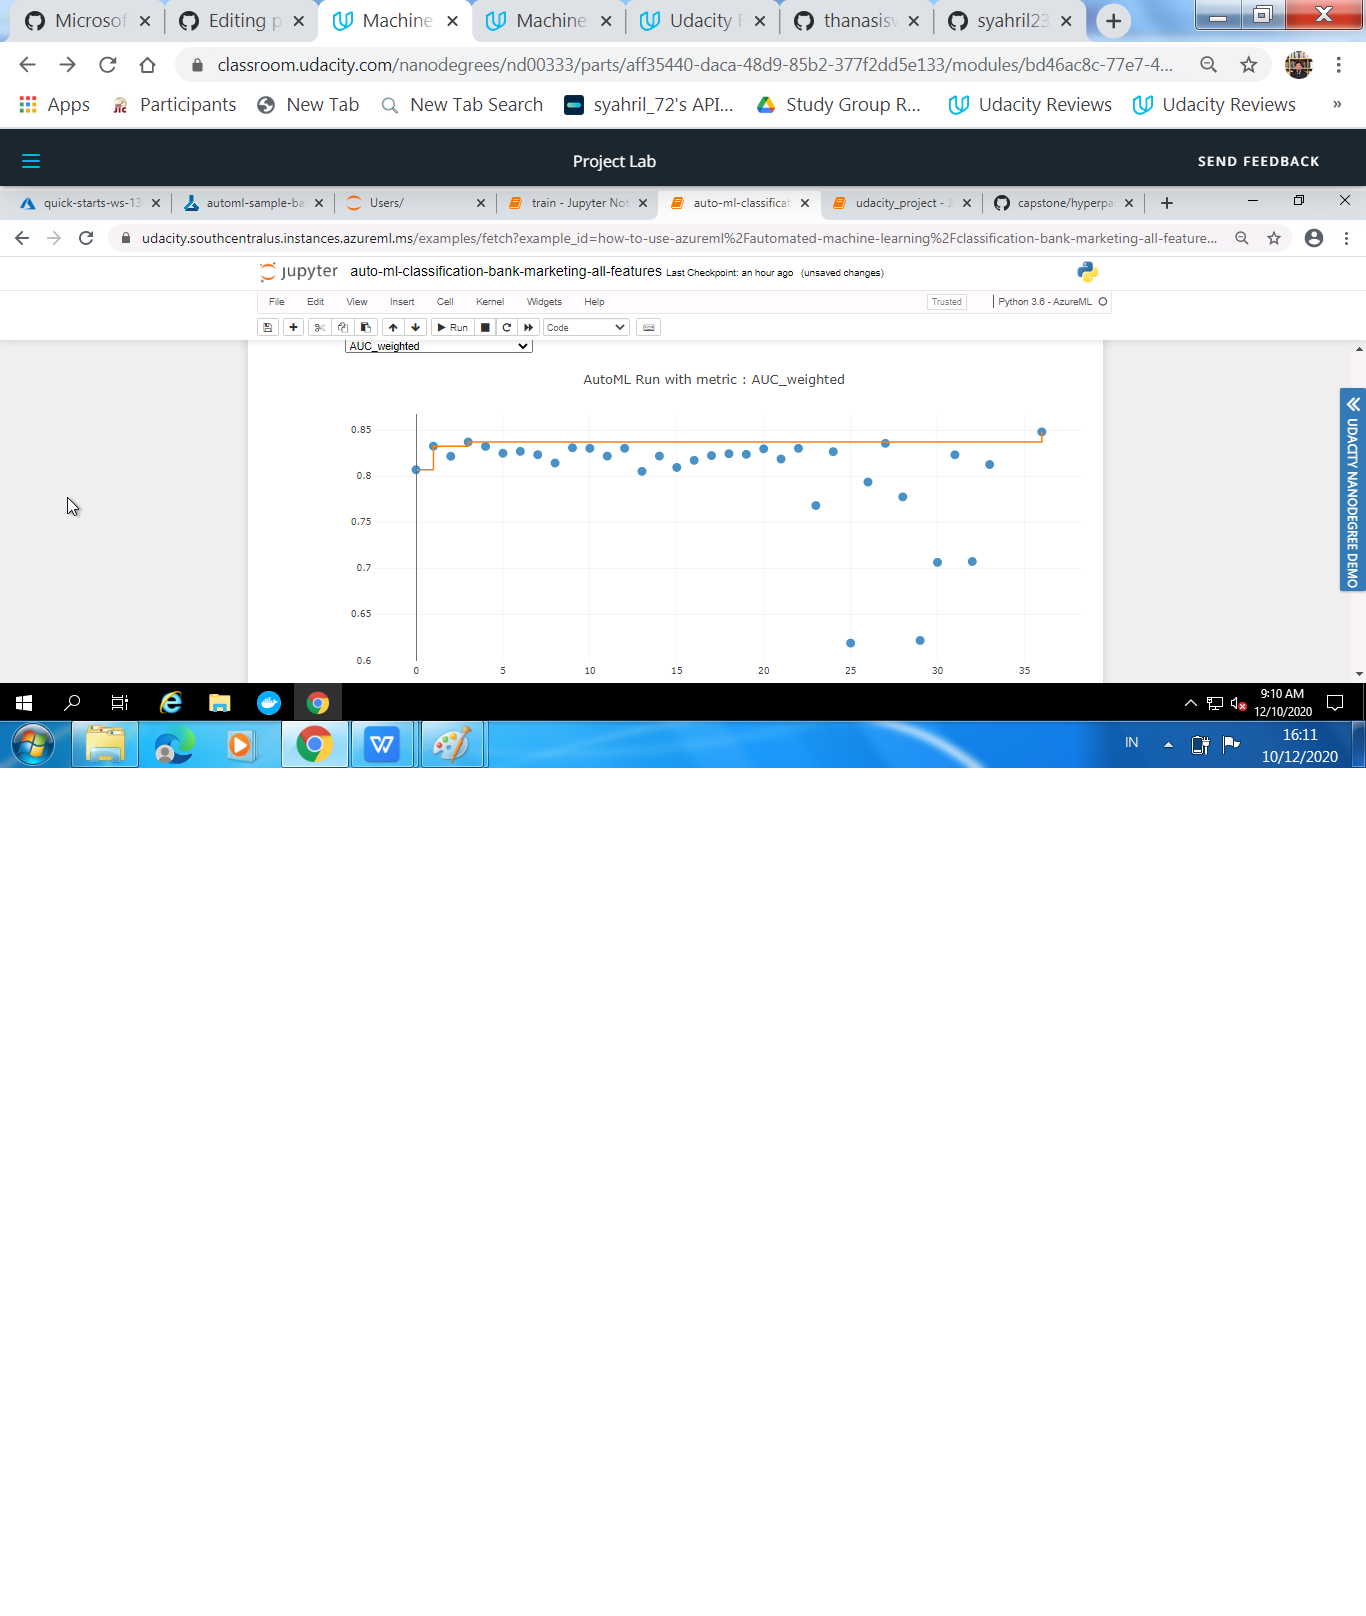 Microsof
Editing p
Machine
Machine
Udacity F
thanasisv
syahril23
classroom.udacity.com/nanodegrees/nd00333/parts/aff35440-daca-48d9-85b2-377f2dd5e133/modules/bd46ac8c-77e7-4...
Apps
Participants
New Tab
New Tab Search
syahril_72's API...
Study Group R...
Udacity Reviews
Udacity Reviews
»
Project Lab
SEND FEEDBACK
quick-starts-ws-13
automl-sample-ba
Users/
train - Jupyter Not
auto-ml-classificat
udacity_project - J
capstone/hyperpa
udacity.southcentralus.instances.azureml.ms/examples/fetch?example_id=how-to-use-azureml%2Fautomated-machine-learning%2Fclassification-bank-marketing-all-feature...
jupyter auto-ml-classification-bank-marketing-all-features Last Checkpoint: an hour ago (unsaved changes)
File Edit View Insert Cell Kernel Widgets Help
Trusted
Python 3.6 - AzureML
Run
Code
AUC_weighted
AutoML Run with metric : AUC_weighted
0.85
0.8
0.75
0.7
0.65
0.6
0 5 10 15 20 25 30 35
UDACITY NANODEGREE DEMO
9:10 AM
12/10/2020
IN
16:11
10/12/2020